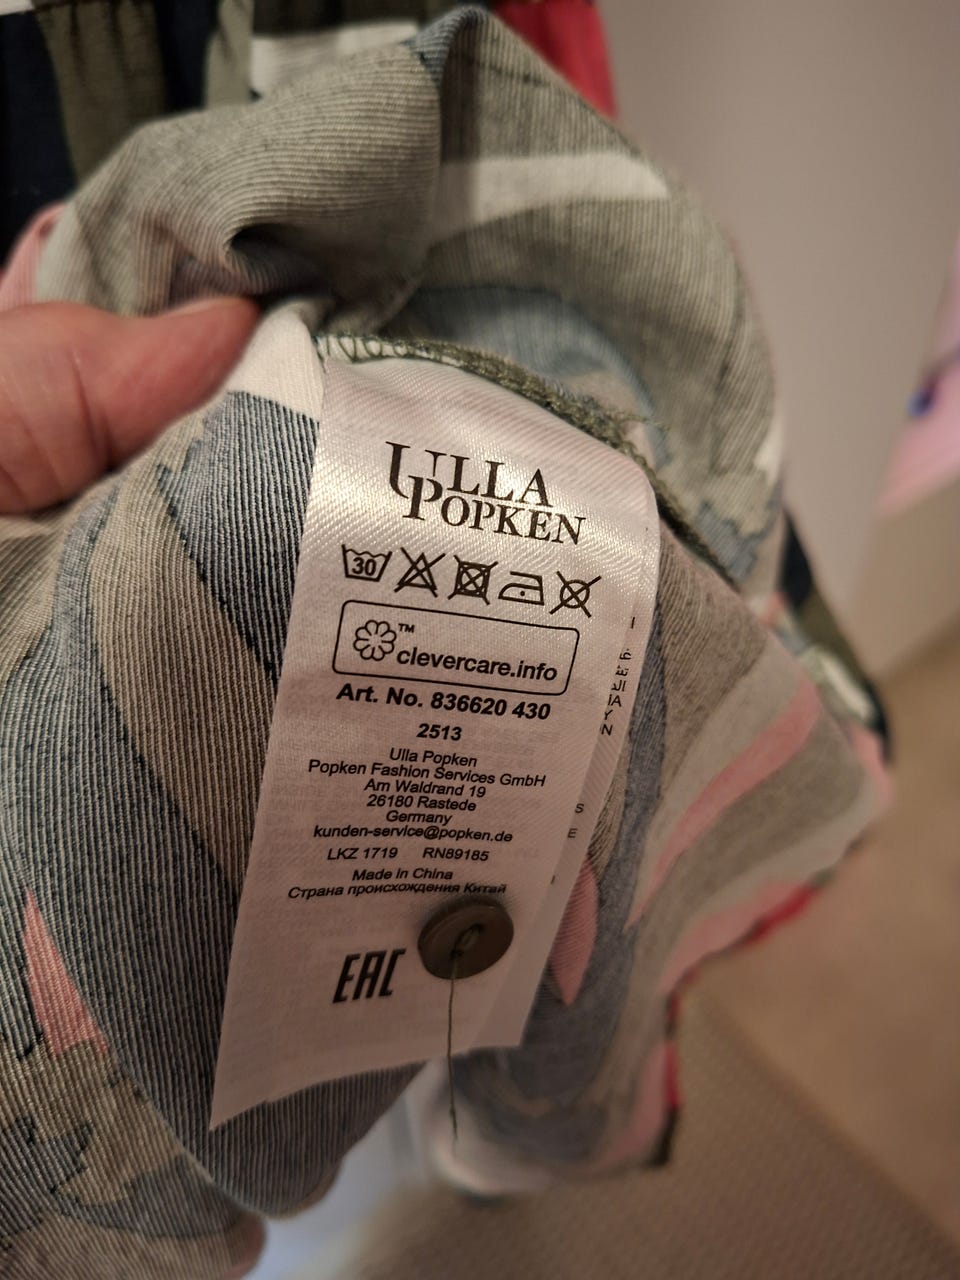 ULLA
POPKEN
30
™
clevercare.info
Art. No. 836620 430
2513
Ulla Popken
Popken Fashion Services GmbH
Am Waldrand 19
26180 Rastede
Germany
kunden-service@popken.de
LKZ 1719 RN89185
Made in China
Страна происхождения Китай
EAC